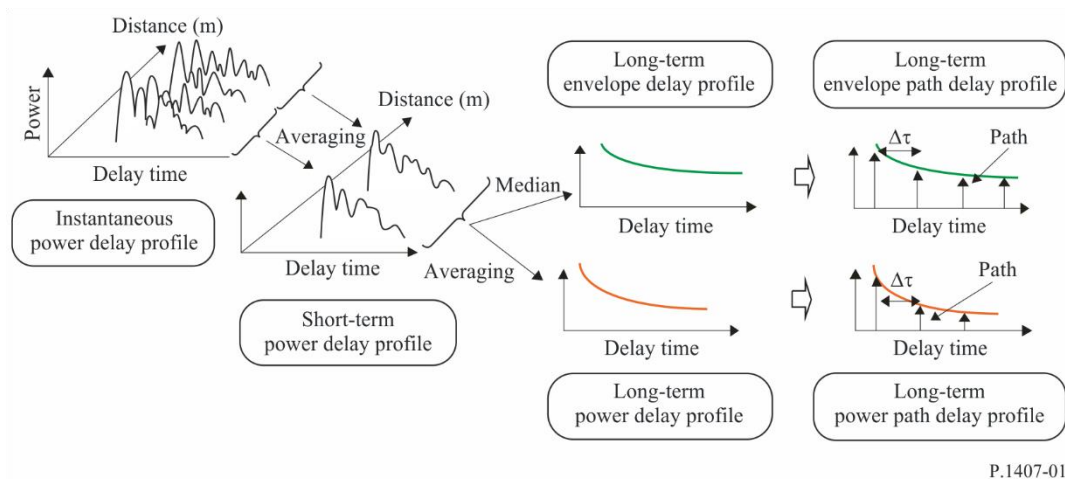 Distance (m)
Power
Delay time
Instantaneous
power delay profile
Averaging
Distance (m)
Delay time
Short-term
power delay profile
Median
Averaging
Long-term
envelope delay profile
Delay time
Delay time
Long-term
power delay profile
Long-term
envelope path delay profile
Δτ
Path
Delay time
Δτ
Path
Delay time
Long-term
power path delay profile
P.1407-01